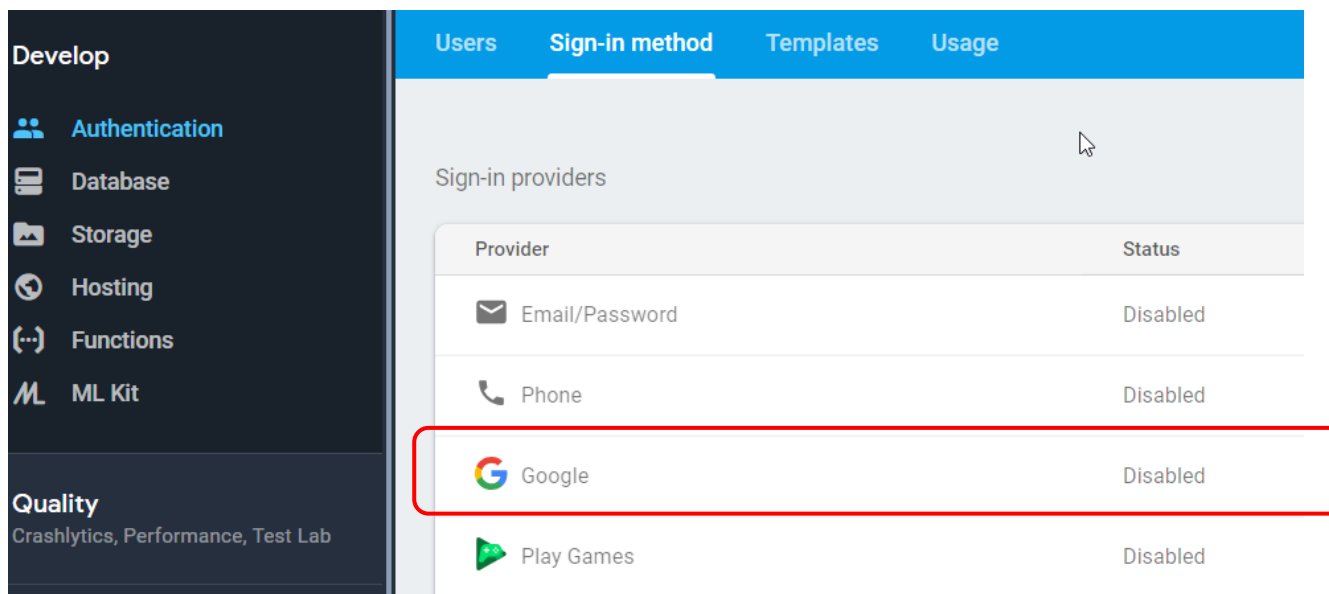 Develop
Authentication
Database
Storage
Hosting
Functions
ML Kit
Quality
Crashlytics, Performance, Test Lab
Users Sign-in method Templates Usage
Sign-in providers
Provider Status
Email/Password Disabled
Phone Disabled
Google Disabled
Play Games Disabled